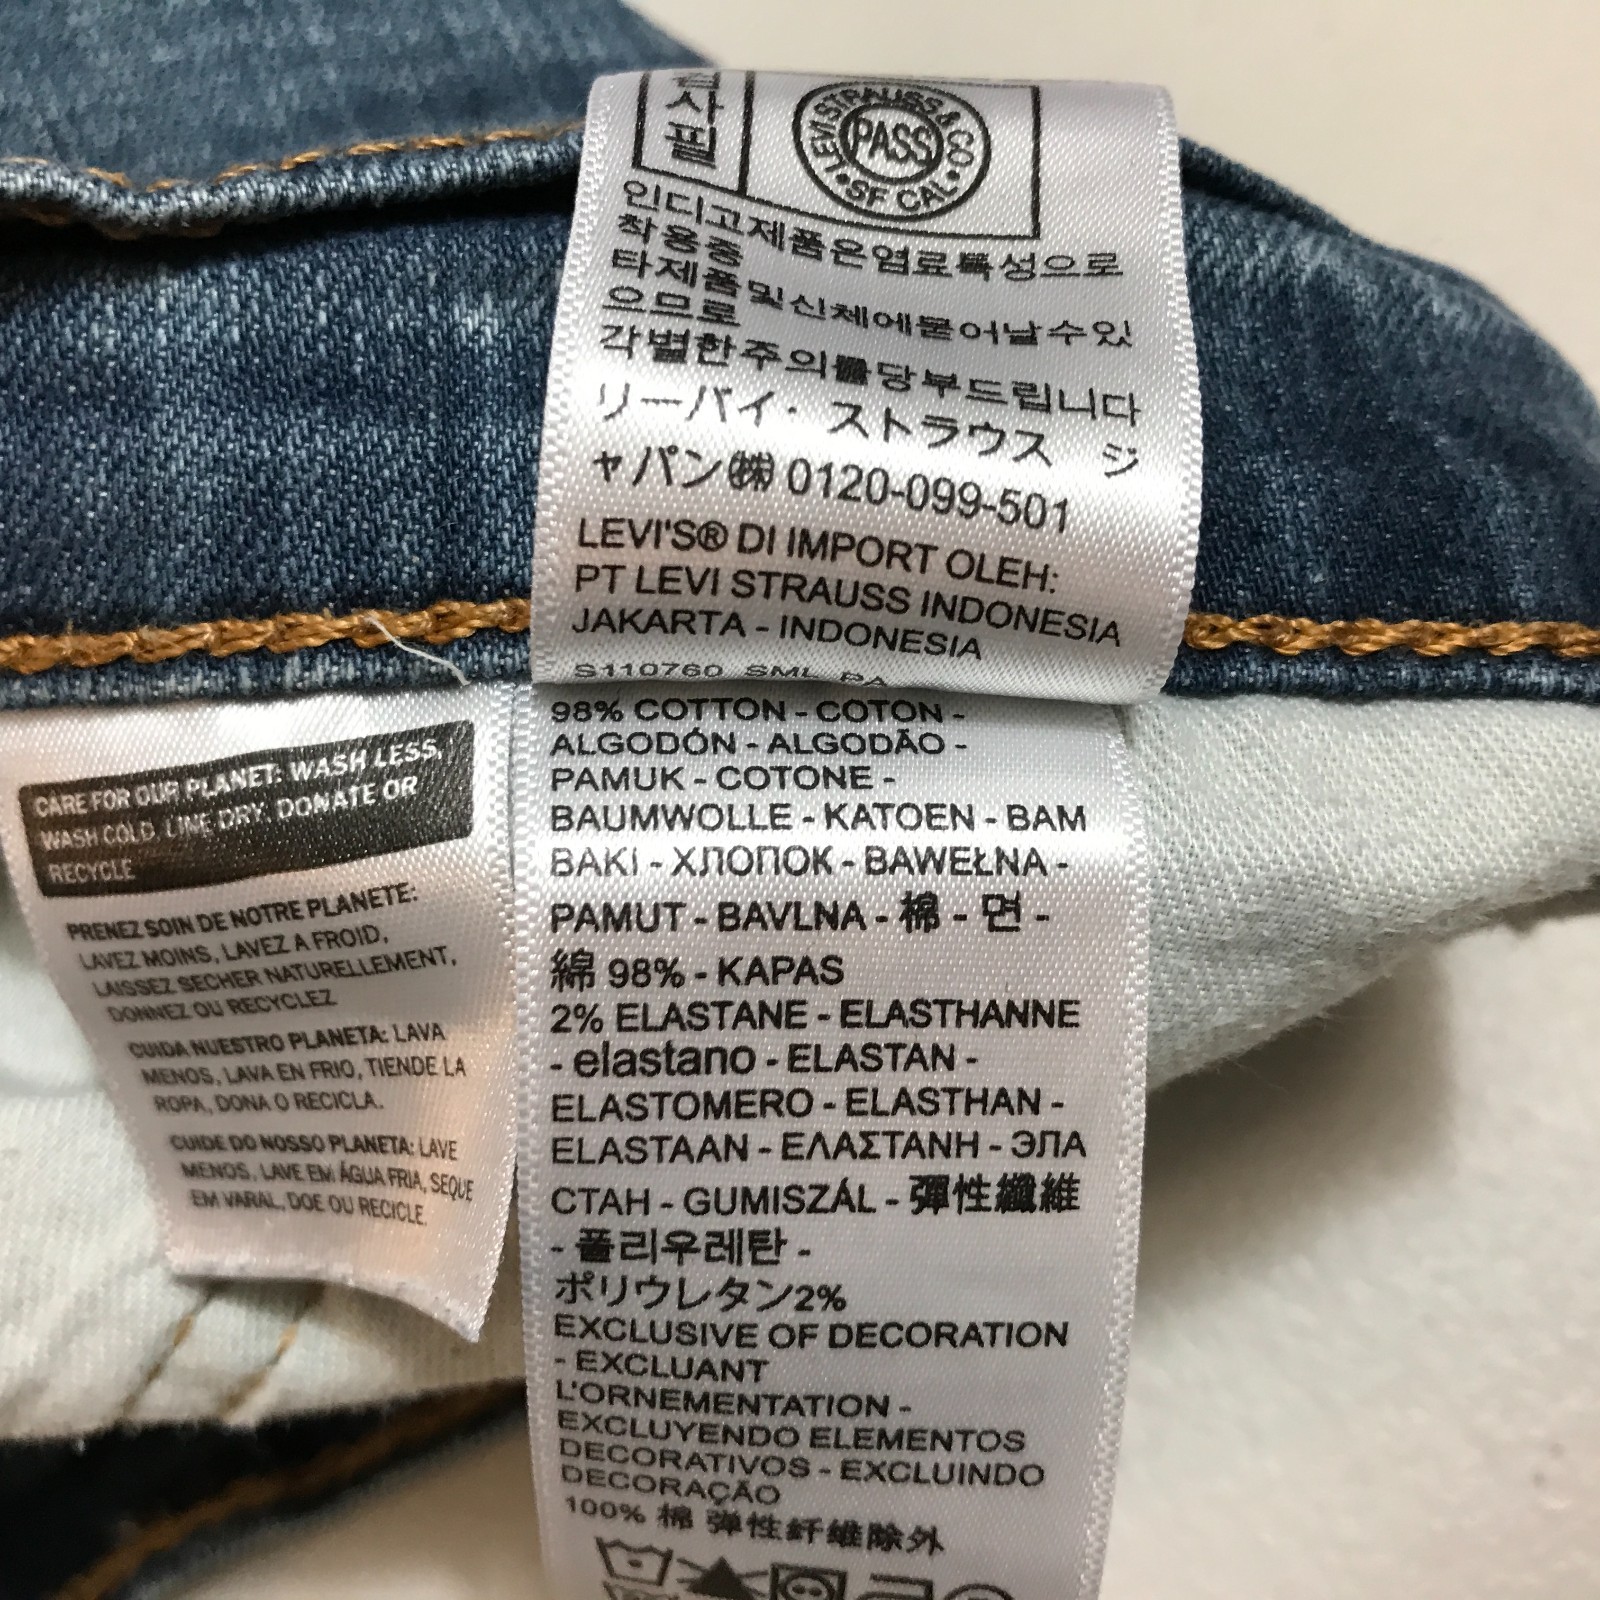 검사필
LEVI STRAUSS & CO
PASS
SF CAL
인디고제품은염료특성으로
착용중
타제품및신체에묻어날수있
으므로
각별한주의를당부드립니다
リーバイ・ストラウス ジ
ャパン㈱ 0120-099-501
LEVI'S® DI IMPORT OLEH:
PT LEVI STRAUSS INDONESIA
JAKARTA - INDONESIA
S110760 SML PA
98% COTTON - COTON -
ALGODÓN - ALGODÃO -
PAMUK - COTONE -
BAUMWOLLE - KATOEN - BAM
BAKI - ХЛОПОК - BAWEŁNA -
PAMUT - BAVLNA - 棉 - 면 -
綿 98% - KAPAS
2% ELASTANE - ELASTHANNE
- elastano - ELASTAN -
ELASTOMERO - ELASTHAN -
ELASTAAN - ΕΛΑΣΤΑΝΗ - ЭЛА
СТАН - GUMISZÁL - 彈性纖維
- 폴리우레탄 -
ポリウレタン2%
EXCLUSIVE OF DECORATION
- EXCLUANT
L'ORNEMENTATION -
EXCLUYENDO ELEMENTOS
DECORATIVOS - EXCLUINDO
DECORAÇÃO
100% 棉 弹性纤维除外
CARE FOR OUR PLANET: WASH LESS,
WASH COLD, LINE DRY, DONATE OR
RECYCLE
PRENEZ SOIN DE NOTRE PLANETE:
LAVEZ MOINS, LAVEZ A FROID,
LAISSEZ SECHER NATURELLEMENT,
DONNEZ OU RECYCLEZ
CUIDA NUESTRO PLANETA: LAVA
MENOS, LAVA EN FRIO, TIENDE LA
ROPA, DONA O RECICLA.
CUIDE DO NOSSO PLANETA: LAVE
MENOS, LAVE EM ÁGUA FRIA, SEQUE
EM VARAL, DOE OU RECICLE.